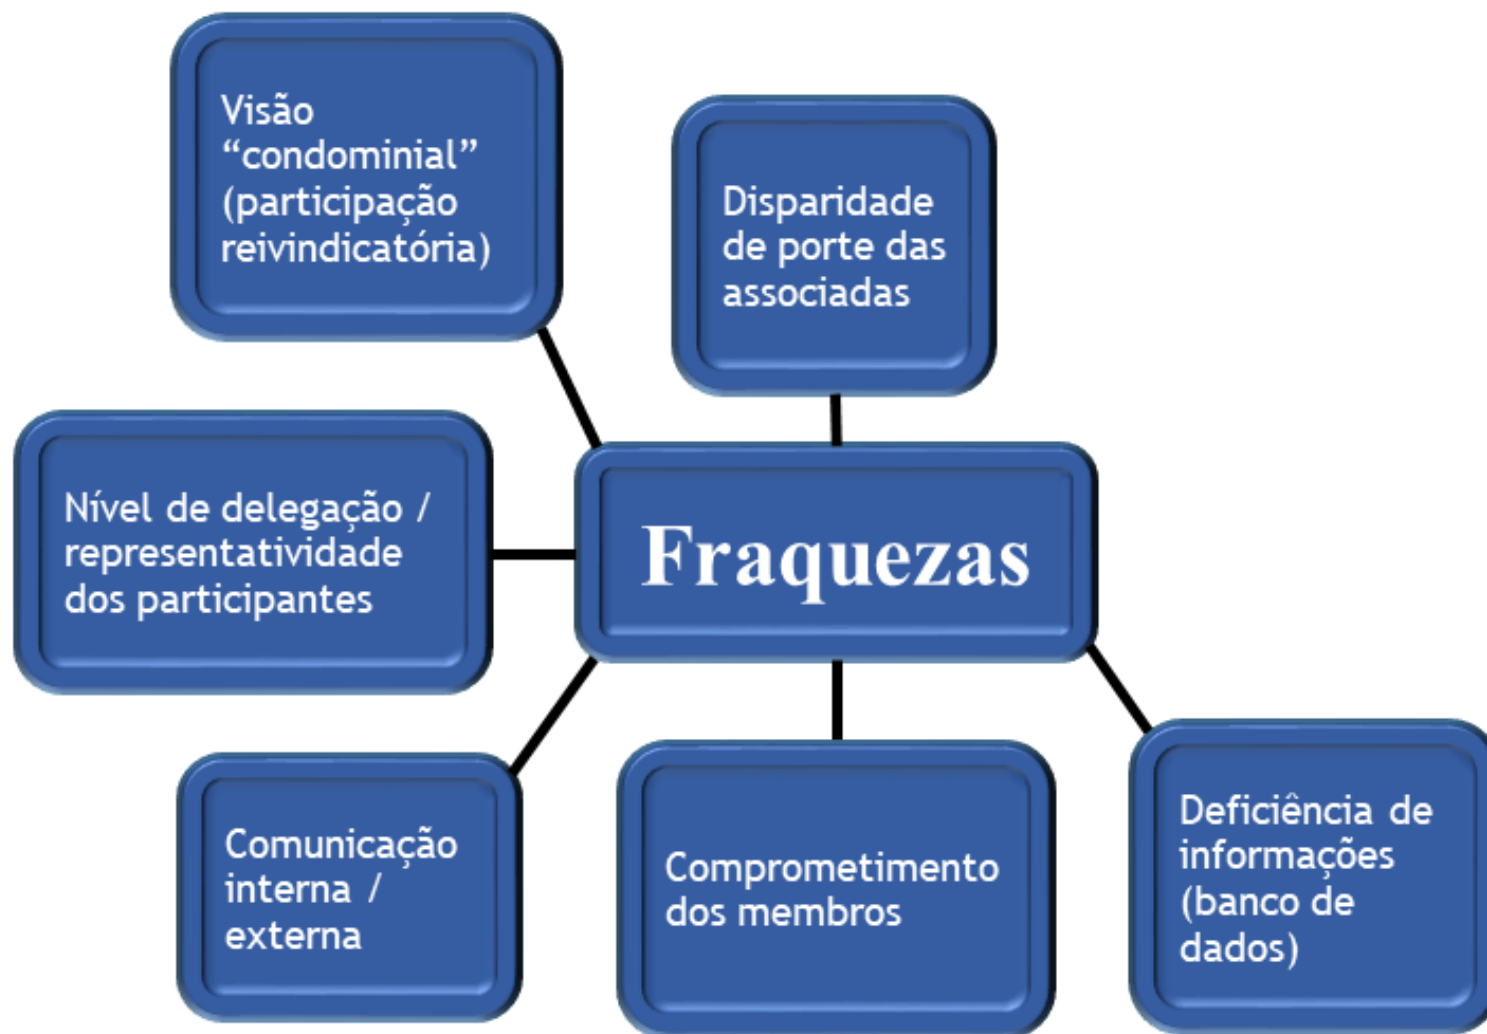 Visão
“condominial”
(participação
reivindicatória)
Disparidade
de porte das
associadas
Nível de delegação /
representatividade
dos participantes
Fraquezas
Comunicação
interna /
externa
Comprometimento
dos membros
Deficiência de
informações
(banco de
dados)